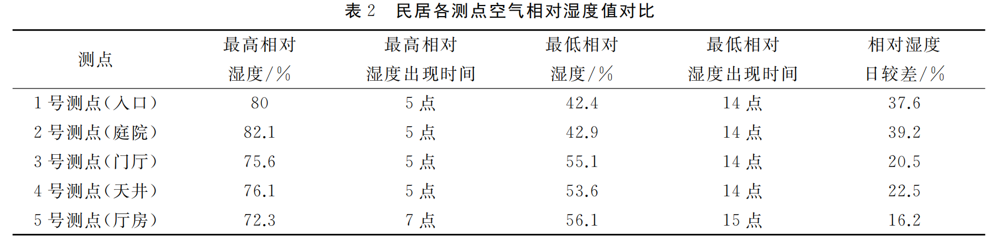 表 2 民居各测点空气相对湿度值对比
测点 最高相对湿度/% 最高相对湿度出现时间 最低相对湿度/% 最低相对湿度出现时间 相对湿度日较差/%
1 号测点(入口) 80 5 点 42.4 14 点 37.6
2 号测点(庭院) 82.1 5 点 42.9 14 点 39.2
3 号测点(门厅) 75.6 5 点 55.1 14 点 20.5
4 号测点(天井) 76.1 5 点 53.6 14 点 22.5
5 号测点(厅房) 72.3 7 点 56.1 15 点 16.2